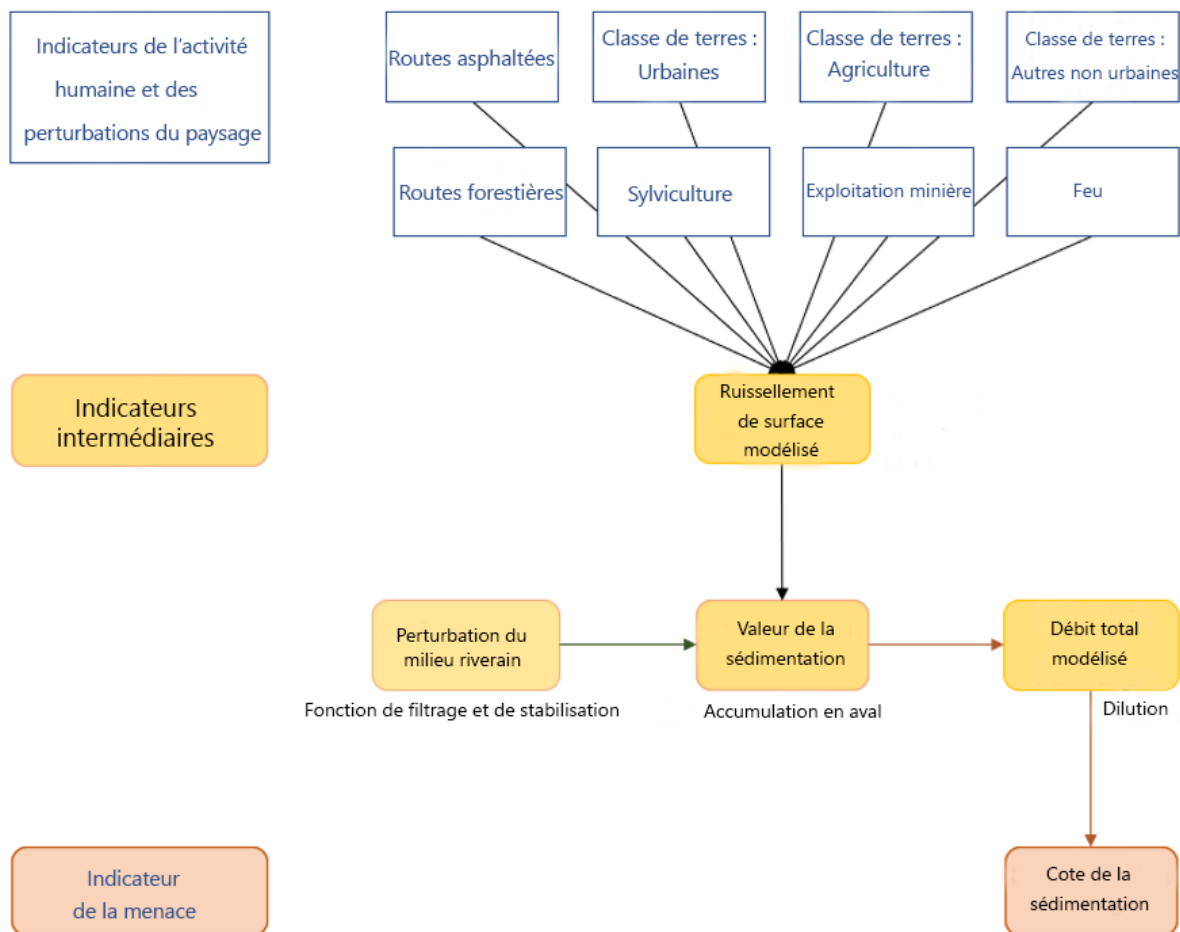 Indicateurs de l’activité
humaine et des
perturbations du paysage
Routes asphaltées
Classe de terres :
Urbaines
Classe de terres :
Agriculture
Classe de terres :
Autres non urbaines
Routes forestières
Sylviculture
Exploitation minière
Feu
Indicateurs
intermédiaires
Ruissellement
de surface
modélisé
Perturbation du
milieu riverain
Valeur de la
sédimentation
Débit total
modélisé
Fonction de filtrage et de stabilisation
Accumulation en aval
Dilution
Indicateur
de la menace
Cote de la
sédimentation